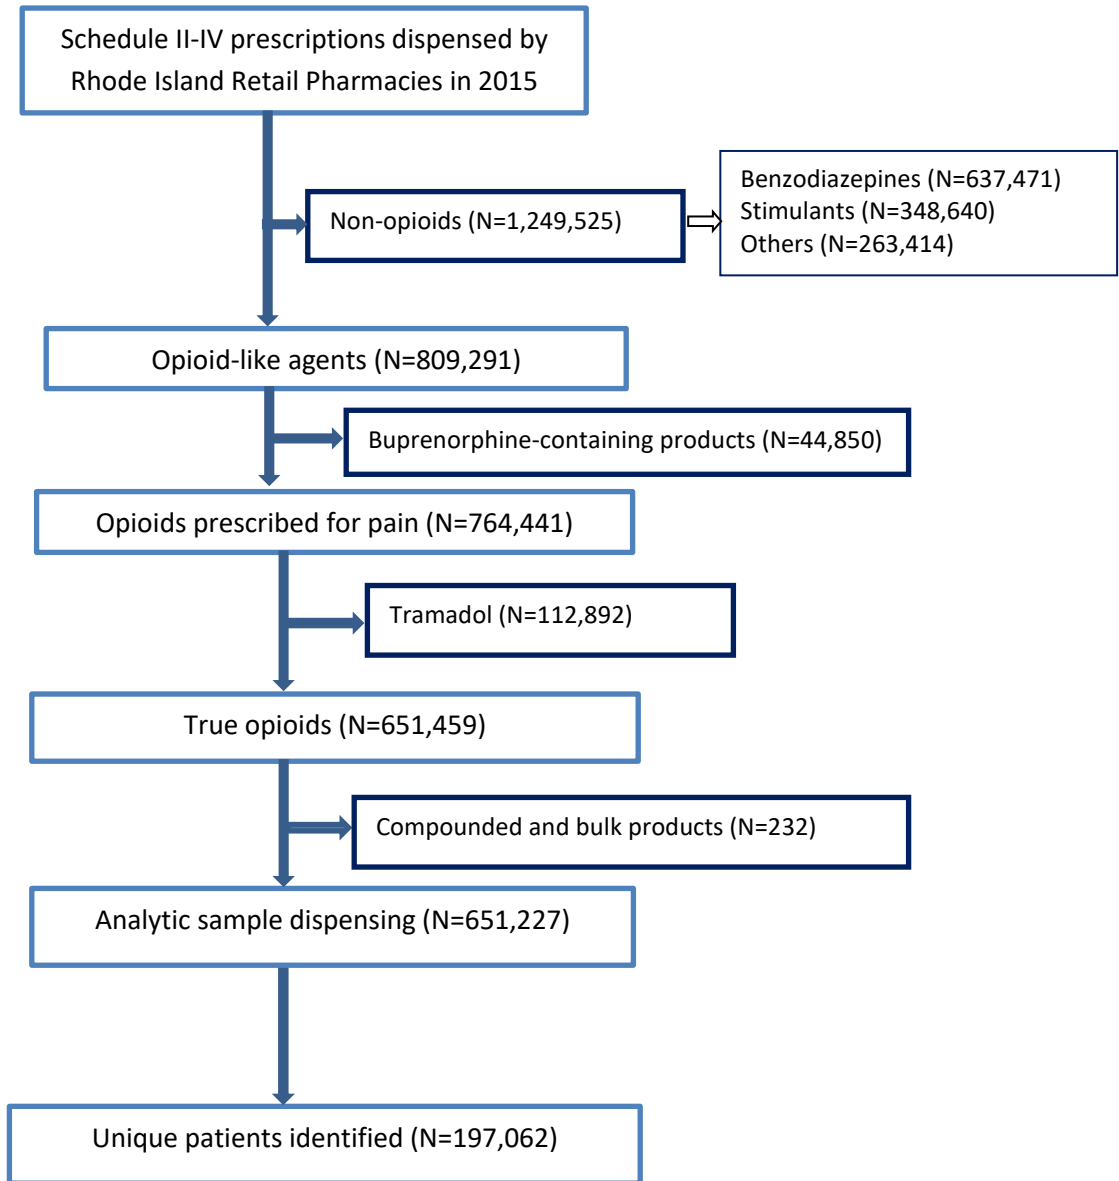 Schedule II-IV prescriptions dispensed by
Rhode Island Retail Pharmacies in 2015
Non-opioids (N=1,249,525)
Benzodiazepines (N=637,471)
Stimulants (N=348,640)
Others (N=263,414)
Opioid-like agents (N=809,291)
Buprenorphine-containing products (N=44,850)
Opioids prescribed for pain (N=764,441)
Tramadol (N=112,892)
True opioids (N=651,459)
Compounded and bulk products (N=232)
Analytic sample dispensing (N=651,227)
Unique patients identified (N=197,062)